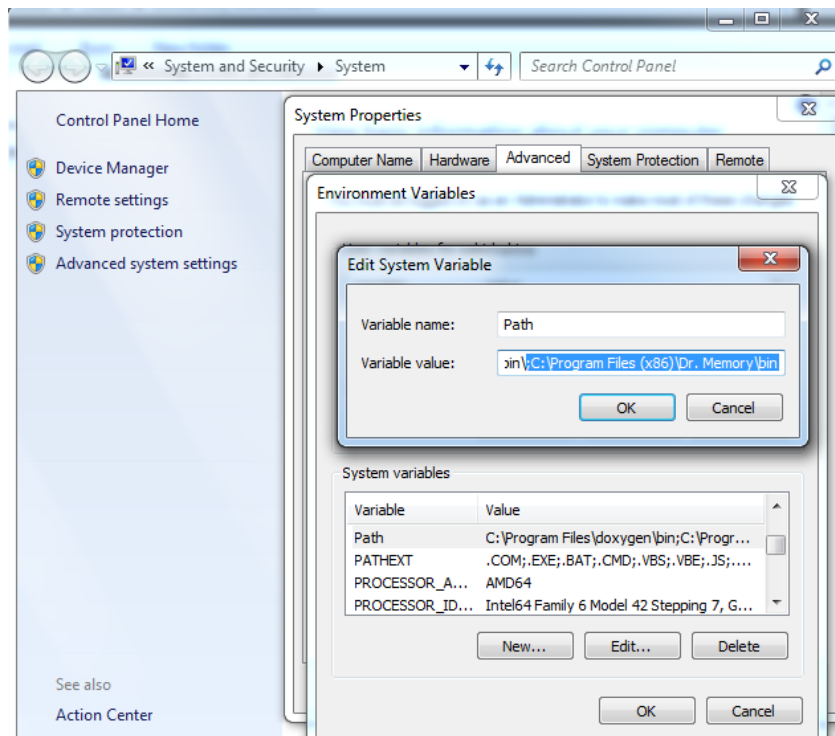 « System and Security ▸ System
Search Control Panel
Control Panel Home
Device Manager
Remote settings
System protection
Advanced system settings
See also
Action Center
System Properties
Computer Name Hardware Advanced System Protection Remote
Environment Variables
Edit System Variable
Variable name: Path
Variable value: bin\;C:\Program Files (x86)\Dr. Memory\bin
OK Cancel
System variables
Variable Value
Path C:\Program Files\doxygen\bin;C:\Progr...
PATHEXT .COM;.EXE;.BAT;.CMD;.VBS;.VBE;.JS;....
PROCESSOR_A... AMD64
PROCESSOR_ID... Intel64 Family 6 Model 42 Stepping 7, G...
New... Edit... Delete
OK Cancel